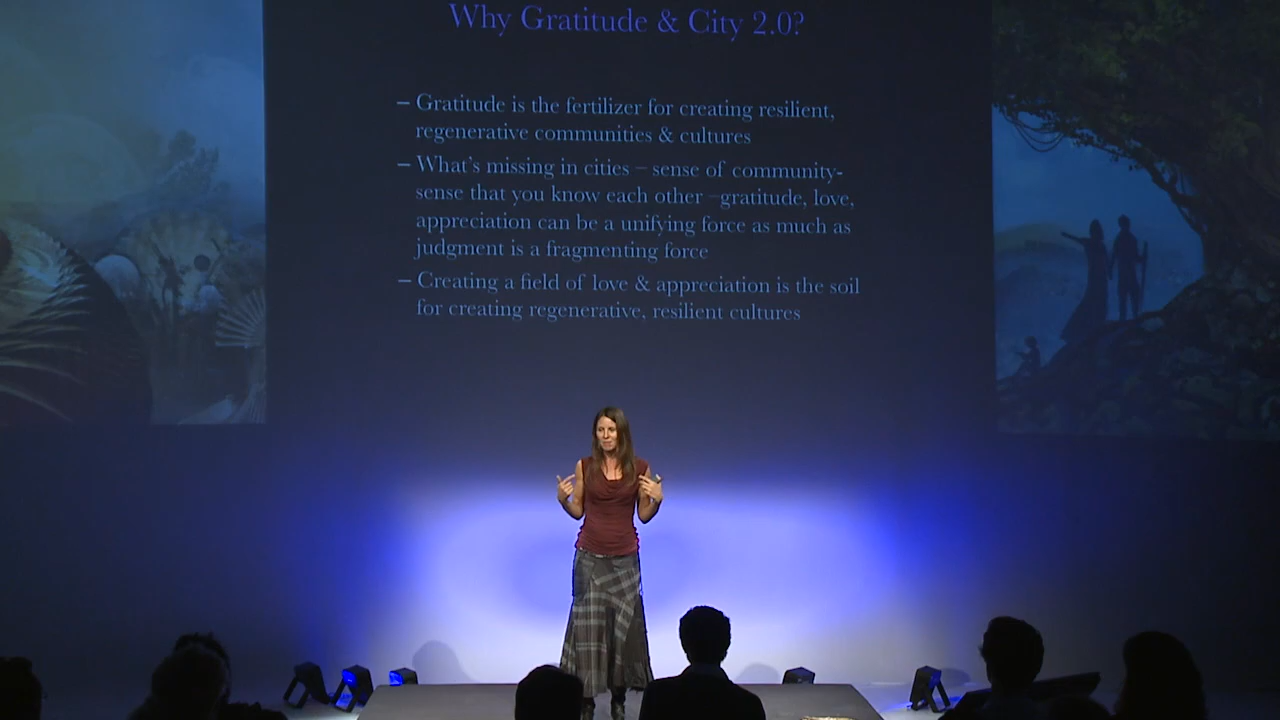 Why Gratitude & City 2.0?
– Gratitude is the fertilizer for creating resilient,
regenerative communities & cultures
– What's missing in cities – sense of community-
sense that you know each other –gratitude, love,
appreciation can be a unifying force as much as
judgment is a fragmenting force
– Creating a field of love & appreciation is the soil
for creating regenerative, resilient cultures